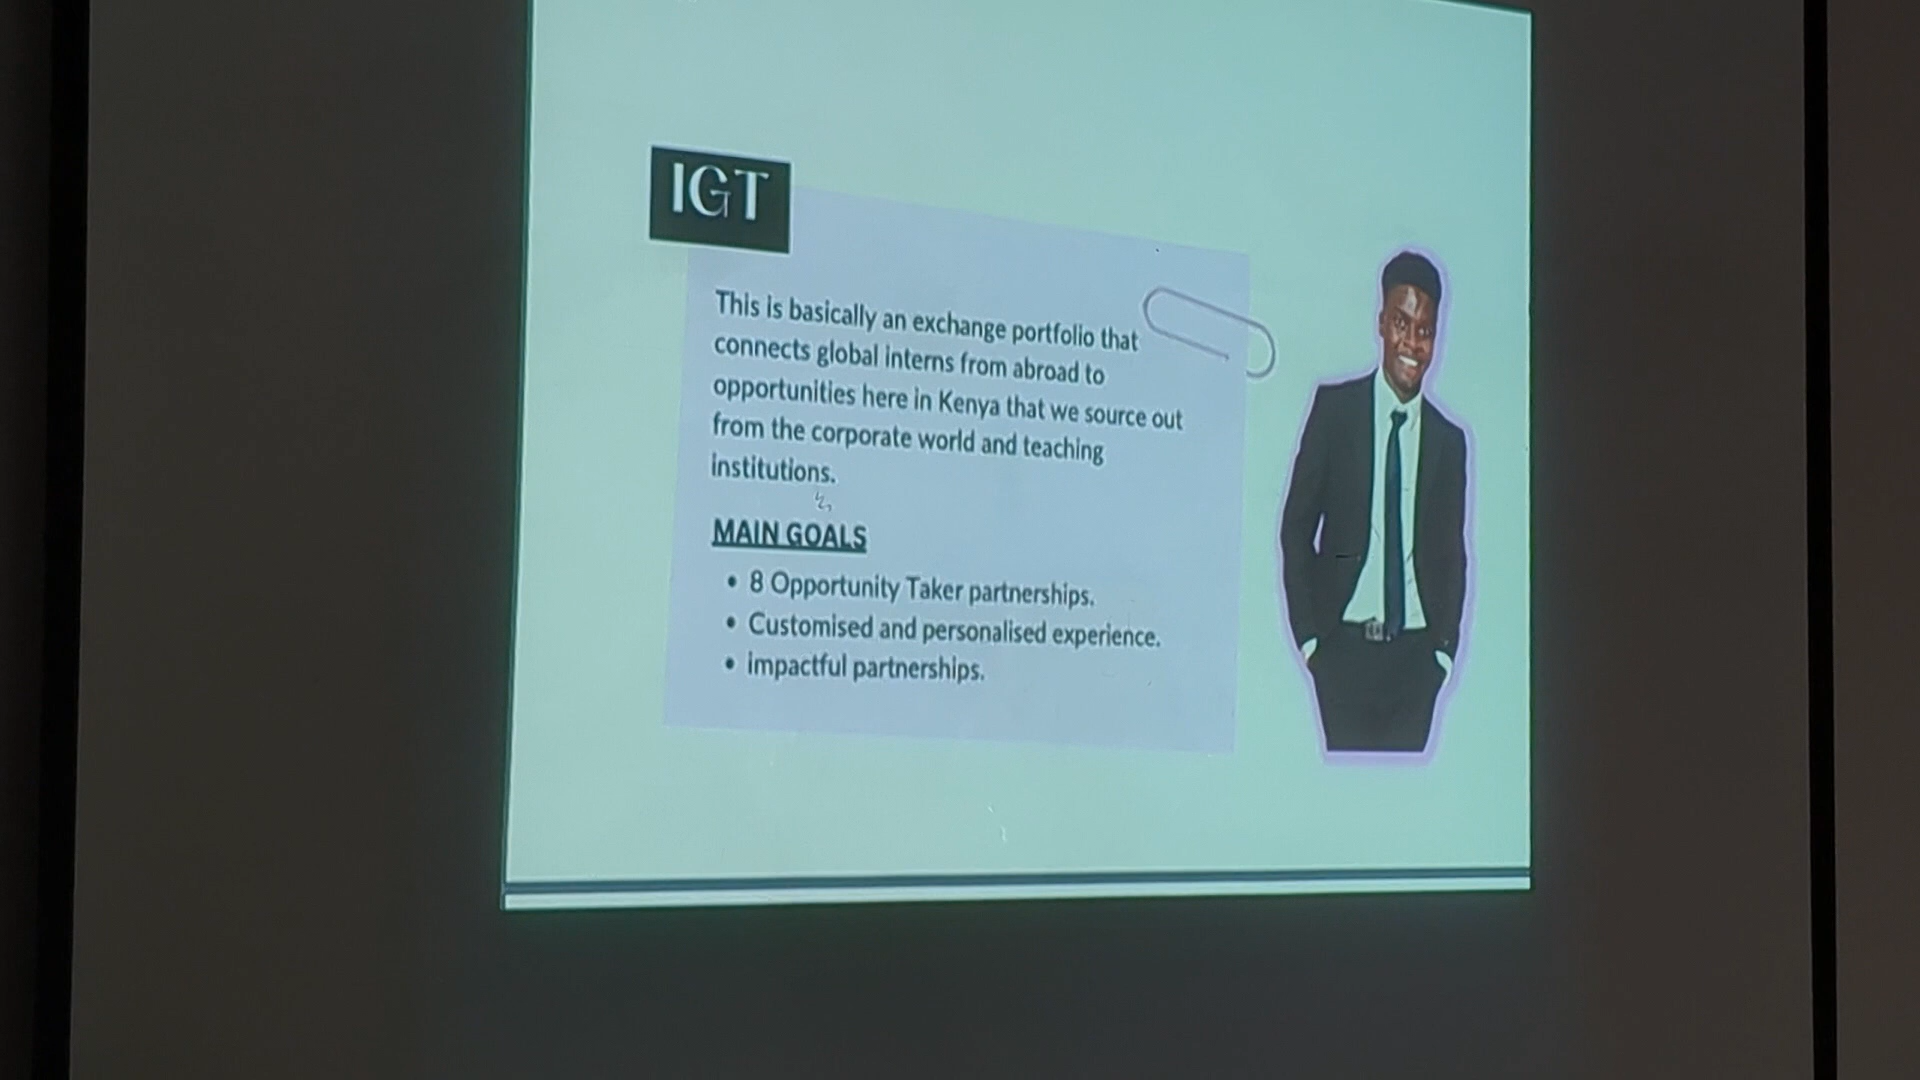 IGT
This is basically an exchange portfolio that
connects global interns from abroad to
opportunities here in Kenya that we source out
from the corporate world and teaching
institutions.
MAIN GOALS
• 8 Opportunity Taker partnerships.
• Customised and personalised experience.
• impactful partnerships.